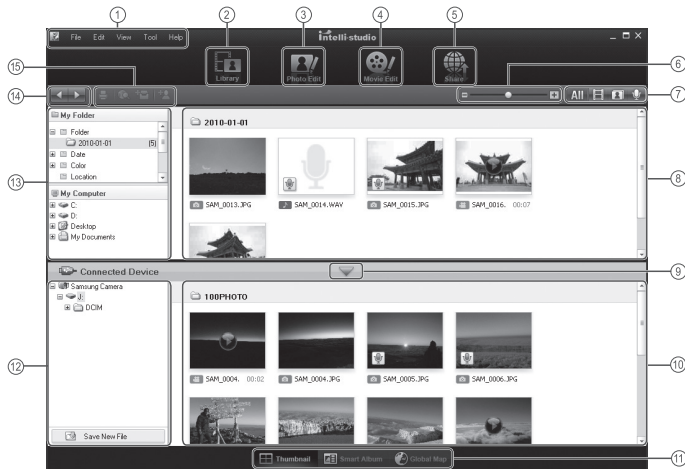 ①
②
③
④
⑤
File Edit View Tool Help
intelli-studio
Library
Photo Edit
Movie Edit
Share
⑥
⑮
⑭
All
⑦
My Folder
Folder
2010-01-01 (5)
Date
Color
Location
⑬
My Computer
C:
D:
Desktop
My Documents
2010-01-01
SAM_0013.JPG
SAM_0014.WAV
SAM_0015.JPG
SAM_0016. 00:07
⑧
Connected Device
⑨
Samsung Camera
J:
DCIM
⑫
Save New File
100PHOTO
SAM_0004. 00:02
SAM_0004.JPG
SAM_0005.JPG
SAM_0006.JPG
⑩
Thumbnail
Smart Album
Global Map
⑪